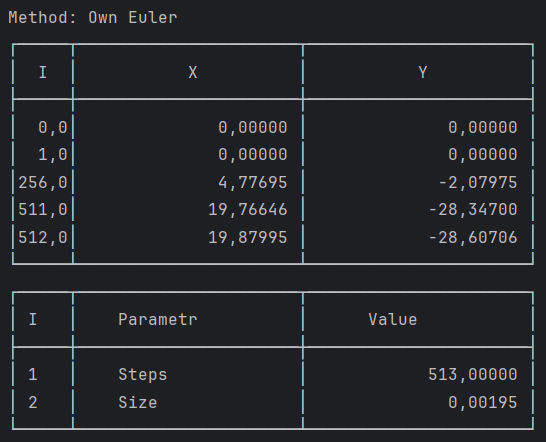 Method: Own Euler
I X Y
0,0 0,00000 0,00000
1,0 0,00000 0,00000
256,0 4,77695 -2,07975
511,0 19,76646 -28,34700
512,0 19,87995 -28,60706
I Parametr Value
1 Steps 513,00000
2 Size 0,00195